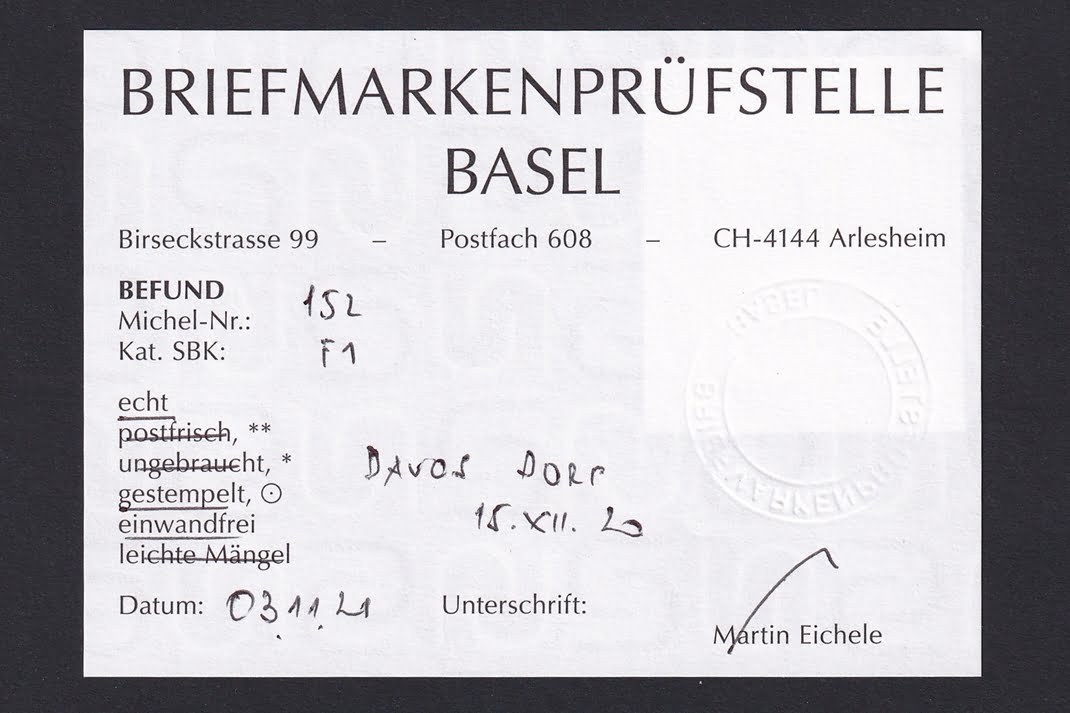 BRIEFMARKENPRÜFSTELLE
BASEL
Birseckstrasse 99 – Postfach 608 – CH-4144 Arlesheim
BEFUND
Michel-Nr.: 152
Kat. SBK: F1
echt
postfrisch, **
ungebraucht, *
gestempelt, ⊙
einwandfrei
leichte Mängel
DAVOS DORF
15.XII.20
Datum: 03.11.21 Unterschrift:
Martin Eichele